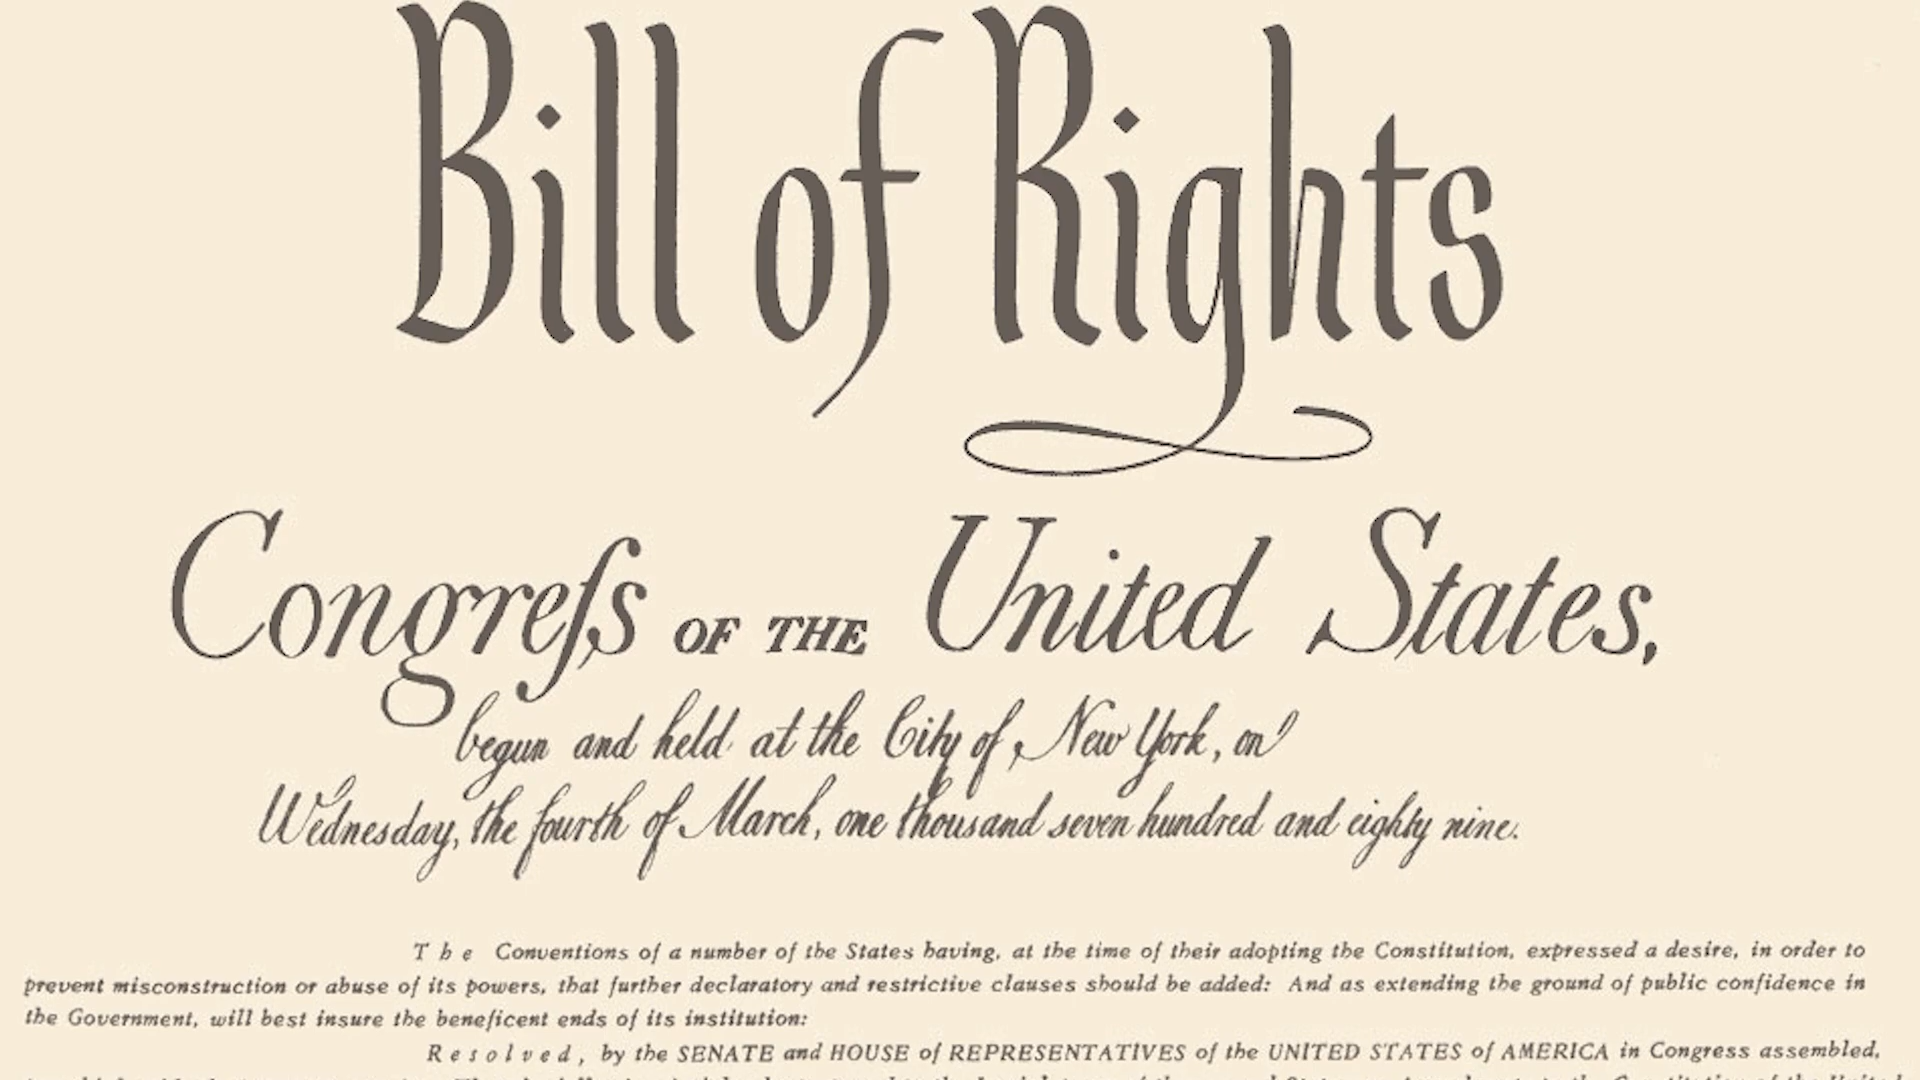 Bill of Rights
Congreſs OF THE United States,
begun and held at the City of New York, on
Wednesday, the fourth of March, one thousand seven hundred and eighty nine.
The Conventions of a number of the States having, at the time of their adopting the Constitution, expressed a desire, in order to
prevent misconstruction or abuse of its powers, that further declaratory and restrictive clauses should be added: And as extending the ground of public confidence in
the Government, will best insure the beneficent ends of its institution:
Resolved, by the SENATE and HOUSE of REPRESENTATIVES of the UNITED STATES of AMERICA in Congress assembled,